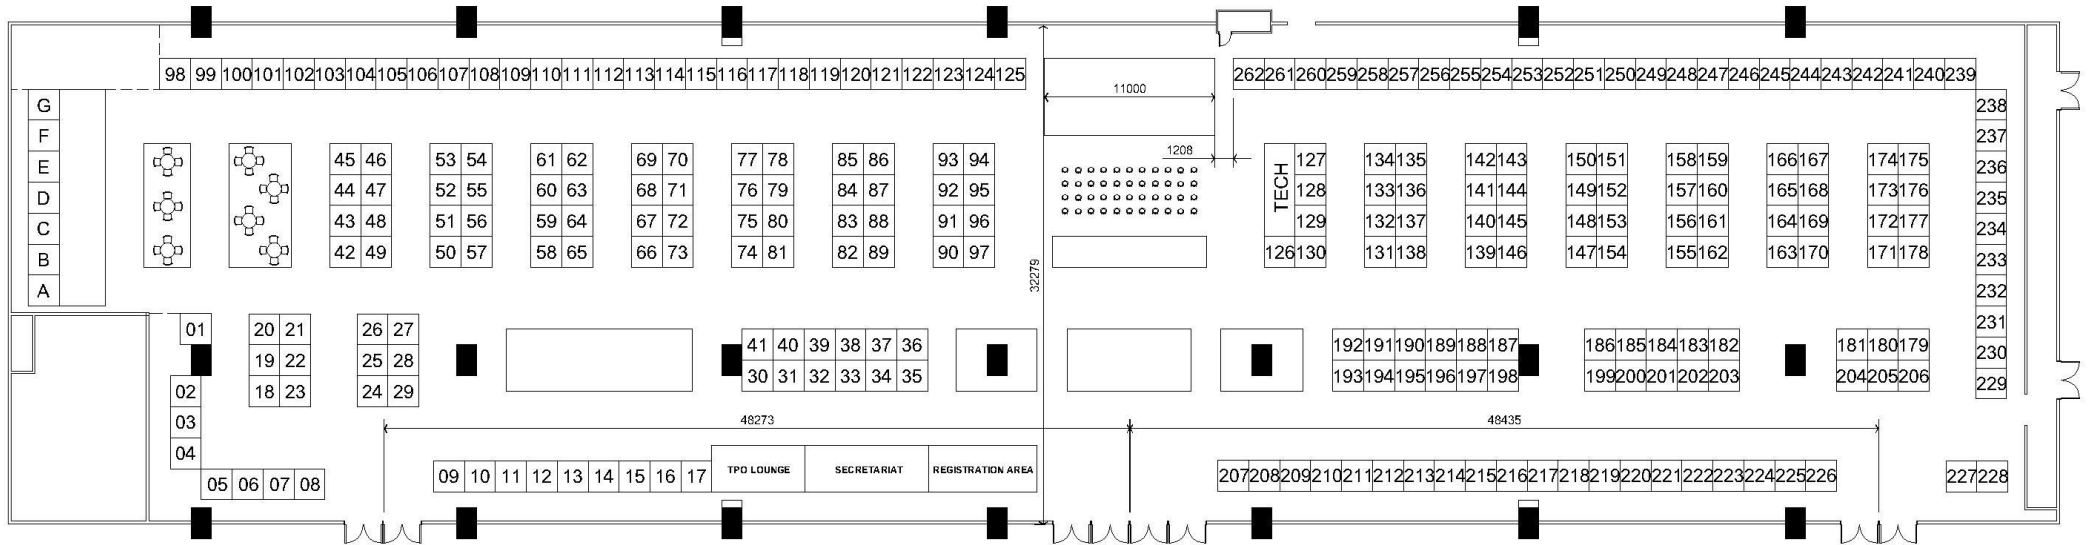 98 99 100 101 102 103 104 105 106 107 108 109 110 111 112 113 114 115 116 117 118 119 120 121 122 123 124 125
262 261 260 259 258 257 256 255 254 253 252 251 250 249 248 247 246 245 244 243 242 241 240 239
11000
G
F
E
D
C
B
A
238
237
236
235
234
233
232
231
230
229
1208
45 46 53 54 61 62 69 70 77 78 85 86 93 94
44 47 52 55 60 63 68 71 76 79 84 87 92 95
43 48 51 56 59 64 67 72 75 80 83 88 91 96
42 49 50 57 58 65 66 73 74 81 82 89 90 97
TECH
127 134 135 142 143 150 151 158 159 166 167 174 175
128 133 136 141 144 149 152 157 160 165 168 173 176
129 132 137 140 145 148 153 156 161 164 169 172 177
126 130 131 138 139 146 147 154 155 162 163 170 171 178
32279
01
02
03
04
05 06 07 08
20 21 26 27
19 22 25 28
18 23 24 29
41 40 39 38 37 36
30 31 32 33 34 35
192 191 190 189 188 187 186 185 184 183 182 181 180 179
193 194 195 196 197 198 199 200 201 202 203 204 205 206
48273
48435
09 10 11 12 13 14 15 16 17 TPO LOUNGE SECRETARIAT REGISTRATION AREA
207 208 209 210 211 212 213 214 215 216 217 218 219 220 221 222 223 224 225 226 227 228